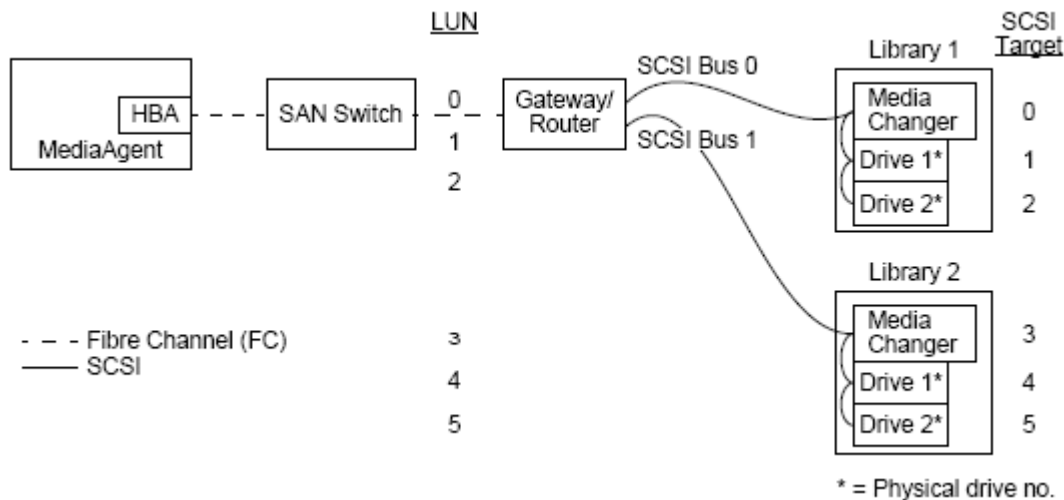 LUN
SCSI
Target
HBA
MediaAgent
SAN Switch
0
1
2
Gateway/
Router
SCSI Bus 0
SCSI Bus 1
Library 1
Media
Changer
Drive 1*
Drive 2*
0
1
2
Library 2
Media
Changer
Drive 1*
Drive 2*
3
4
5
- - - Fibre Channel (FC)
—— SCSI
3
4
5
* = Physical drive no.